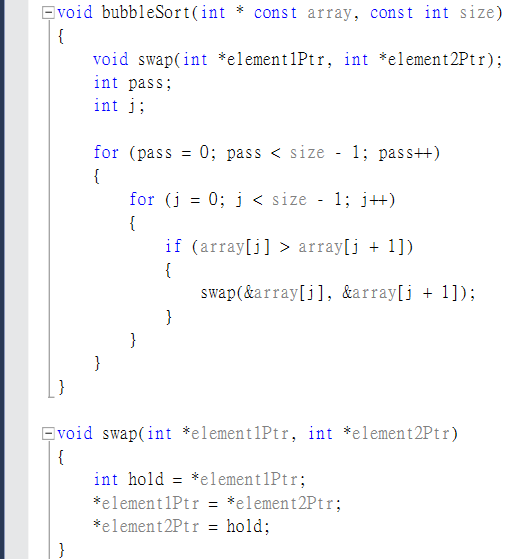 void bubbleSort(int * const array, const int size)
{
void swap(int *element1Ptr, int *element2Ptr);
int pass;
int j;
for (pass = 0; pass < size - 1; pass++)
{
for (j = 0; j < size - 1; j++)
{
if (array[j] > array[j + 1])
{
swap(&array[j], &array[j + 1]);
}
}
}
}
void swap(int *element1Ptr, int *element2Ptr)
{
int hold = *element1Ptr;
*element1Ptr = *element2Ptr;
*element2Ptr = hold;
}